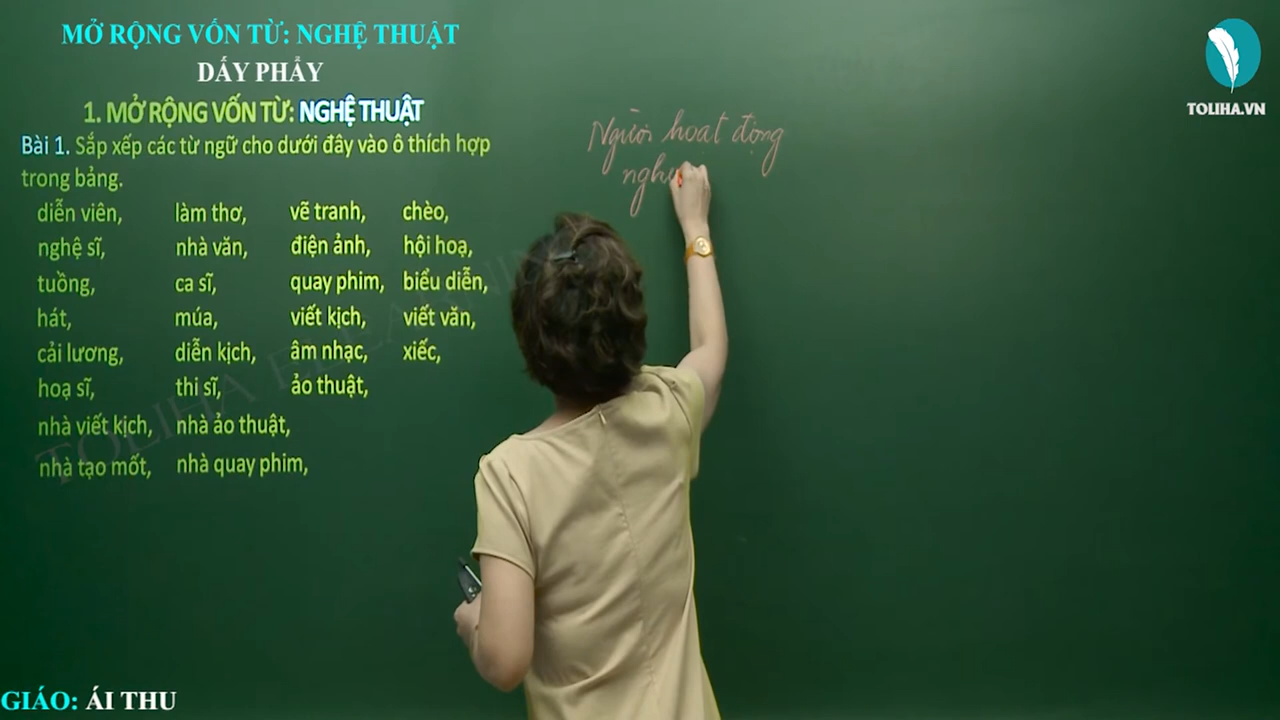 MỞ RỘNG VỐN TỪ: NGHỆ THUẬT
DẤY PHẨY
1. MỞ RỘNG VỐN TỪ: NGHỆ THUẬT
Bài 1. Sắp xếp các từ ngữ cho dưới đây vào ô thích hợp
trong bảng.
diễn viên, làm thơ, vẽ tranh, chèo,
nghệ sĩ, nhà văn, điện ảnh, hội hoạ,
tuồng, ca sĩ, quay phim, biểu diễn,
hát, múa, viết kịch, viết văn,
cải lương, diễn kịch, âm nhạc, xiếc,
hoạ sĩ, thi sĩ, ảo thuật,
nhà viết kịch, nhà ảo thuật,
nhà tạo mốt, nhà quay phim,
Người hoat động
TOLIHA.VN
GIÁO: ÁI THU